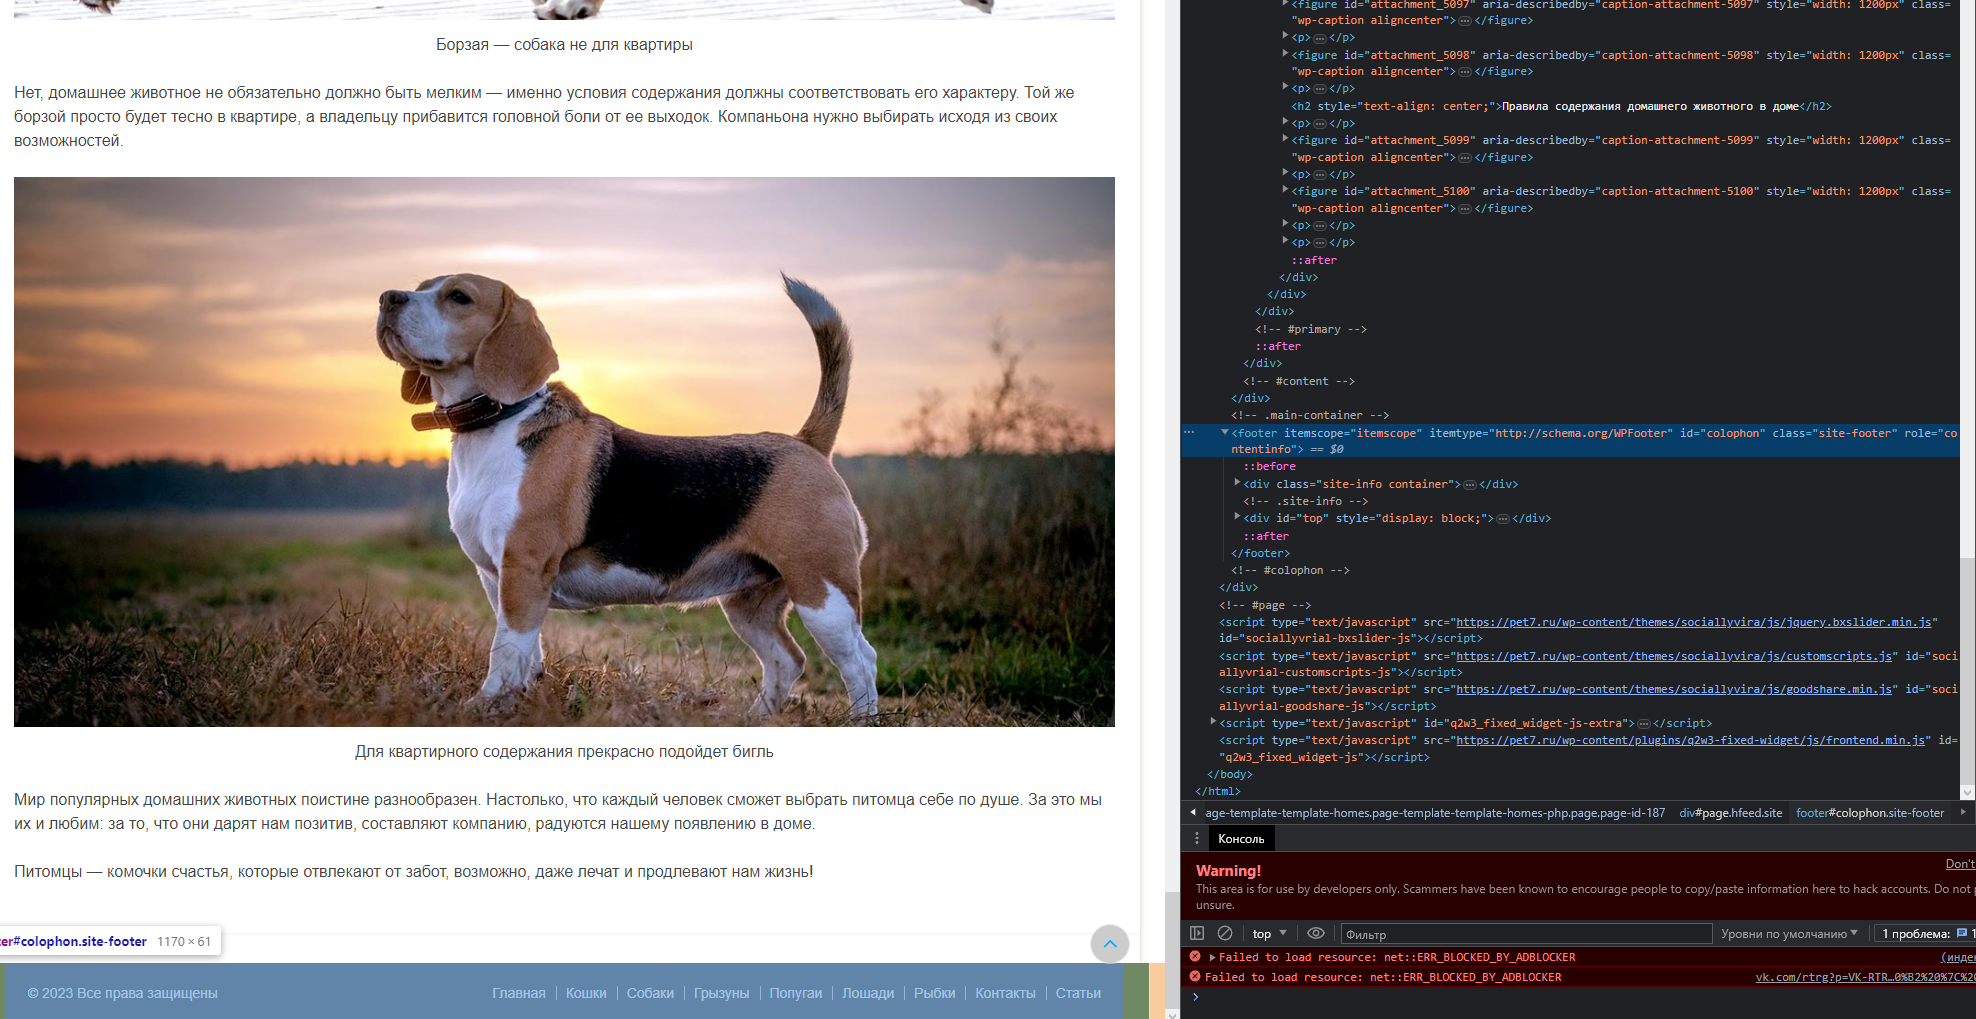 Борзая — собака не для квартиры
Нет, домашнее животное не обязательно должно быть мелким — именно условия содержания должны соответствовать его характеру. Той же
борзой просто будет тесно в квартире, а владельцу прибавится головной боли от ее выходок. Компаньона нужно выбирать исходя из своих
возможностей.
Для квартирного содержания прекрасно подойдет бигль
Мир популярных домашних животных поистине разнообразен. Настолько, что каждый человек сможет выбрать питомца себе по душе. За это мы
их и любим: за то, что они дарят нам позитив, составляют компанию, радуются нашему появлению в доме.
Питомцы — комочки счастья, которые отвлекают от забот, возможно, даже лечат и продлевают нам жизнь!
ter#colophon.site-footer 1170 × 61
© 2023 Все права защищены
Главная Кошки Собаки Грызуны Попугаи Лошади Рыбки Контакты Статьи
<figure id="attachment_5097" aria-describedby="caption-attachment-5097" style="width: 1200px" class=
"wp-caption aligncenter">…</figure>
<p>…</p>
<figure id="attachment_5098" aria-describedby="caption-attachment-5098" style="width: 1200px" class=
"wp-caption aligncenter">…</figure>
<p>…</p>
<h2 style="text-align: center;">Правила содержания домашнего животного в доме</h2>
<p>…</p>
<figure id="attachment_5099" aria-describedby="caption-attachment-5099" style="width: 1200px" class=
"wp-caption aligncenter">…</figure>
<p>…</p>
<figure id="attachment_5100" aria-describedby="caption-attachment-5100" style="width: 1200px" class=
"wp-caption aligncenter">…</figure>
<p>…</p>
<p>…</p>
::after
</div>
</div>
</div>
<!-- #primary -->
::after
</div>
<!-- #content -->
</div>
<!-- .main-container -->
<footer itemscope="itemscope" itemtype="http://schema.org/WPFooter" id="colophon" class="site-footer" role="co
ntentinfo"> == $0
::before
<div class="site-info container">…</div>
<!-- .site-info -->
<div id="top" style="display: block;">…</div>
::after
</footer>
<!-- #colophon -->
</div>
<!-- #page -->
<script type="text/javascript" src="https://pet7.ru/wp-content/themes/sociallyvira/js/jquery.bxslider.min.js"
id="sociallyvrial-bxslider-js"></script>
<script type="text/javascript" src="https://pet7.ru/wp-content/themes/sociallyvira/js/customscripts.js" id="soci
allyvrial-customscripts-js"></script>
<script type="text/javascript" src="https://pet7.ru/wp-content/themes/sociallyvira/js/goodshare.min.js" id="soci
allyvrial-goodshare-js"></script>
<script type="text/javascript" id="q2w3_fixed_widget-js-extra">…</script>
<script type="text/javascript" src="https://pet7.ru/wp-content/plugins/q2w3-fixed-widget/js/frontend.min.js" id=
"q2w3_fixed_widget-js"></script>
</body>
</html>
age-template-template-homes.page-template-template-homes-php.page.page-id-187 div#page.hfeed.site footer#colophon.site-footer
Консоль
Warning! Don't
This area is for use by developers only. Scammers have been known to encourage people to copy/paste information here to hack accounts. Do not
unsure.
top Фильтр Уровни по умолчанию 1 проблема: 1
Failed to load resource: net::ERR_BLOCKED_BY_ADBLOCKER (индек
Failed to load resource: net::ERR_BLOCKED_BY_ADBLOCKER vk.com/rtrg?p=VK-RTR…0%B2%20%7C%20